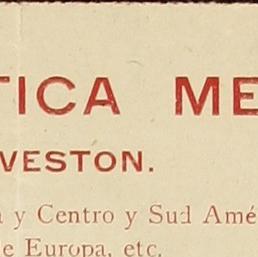 TICA ME
VESTON.
a y Centro y Sud Amé
e Europa, etc.